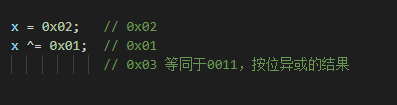 x = 0x02;   // 0x02
x ^= 0x01;  // 0x01
// 0x03 等同于0011，按位异或的结果